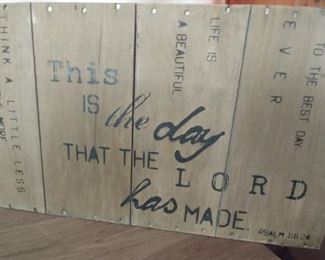 THINK A LITTLE LESS
MORE
This
IS the day
THAT THE LORD
has MADE.
PSALM 118:24
LIFE IS
A BEAUTIFUL
TO THE BEST DAY
EVER